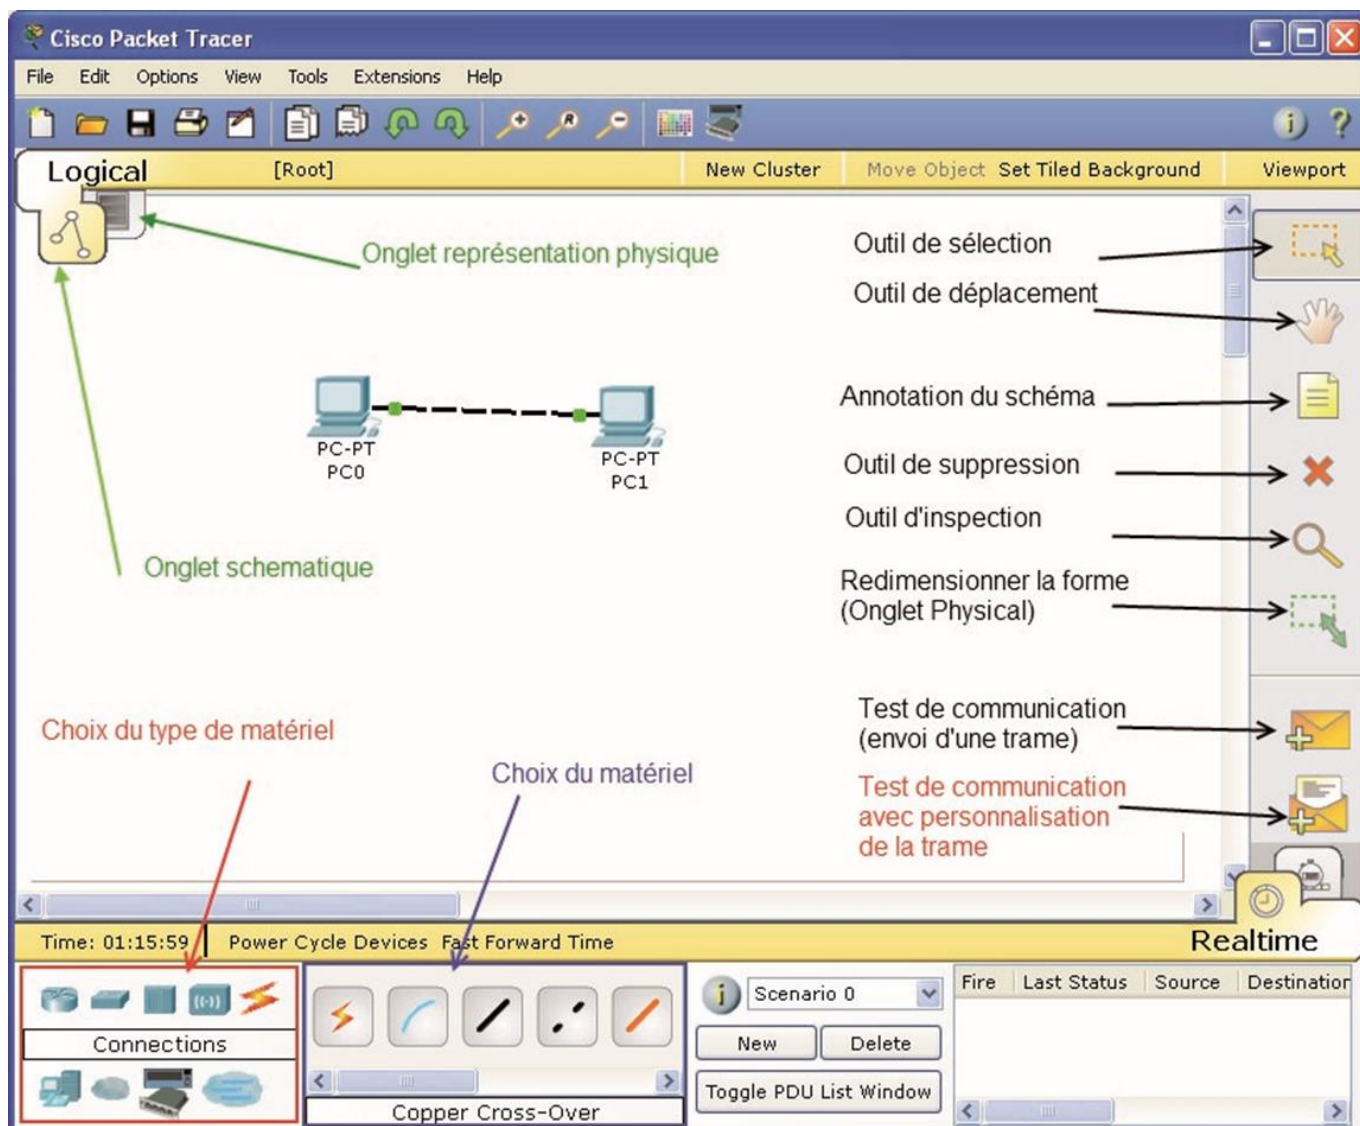 Cisco Packet Tracer
File Edit Options View Tools Extensions Help
Logical [Root] New Cluster Move Object Set Tiled Background Viewport
Onglet représentation physique
Outil de sélection
Outil de déplacement
Annotation du schéma
PC-PT
PC0
PC-PT
PC1
Outil de suppression
Outil d'inspection
Onglet schematique
Redimensionner la forme
(Onglet Physical)
Choix du type de matériel
Choix du matériel
Test de communication
(envoi d'une trame)
Test de communication
avec personnalisation
de la trame
Time: 01:15:59 Power Cycle Devices Fast Forward Time Realtime
Connections
Copper Cross-Over
Scenario 0
New Delete
Toggle PDU List Window
Fire Last Status Source Destination